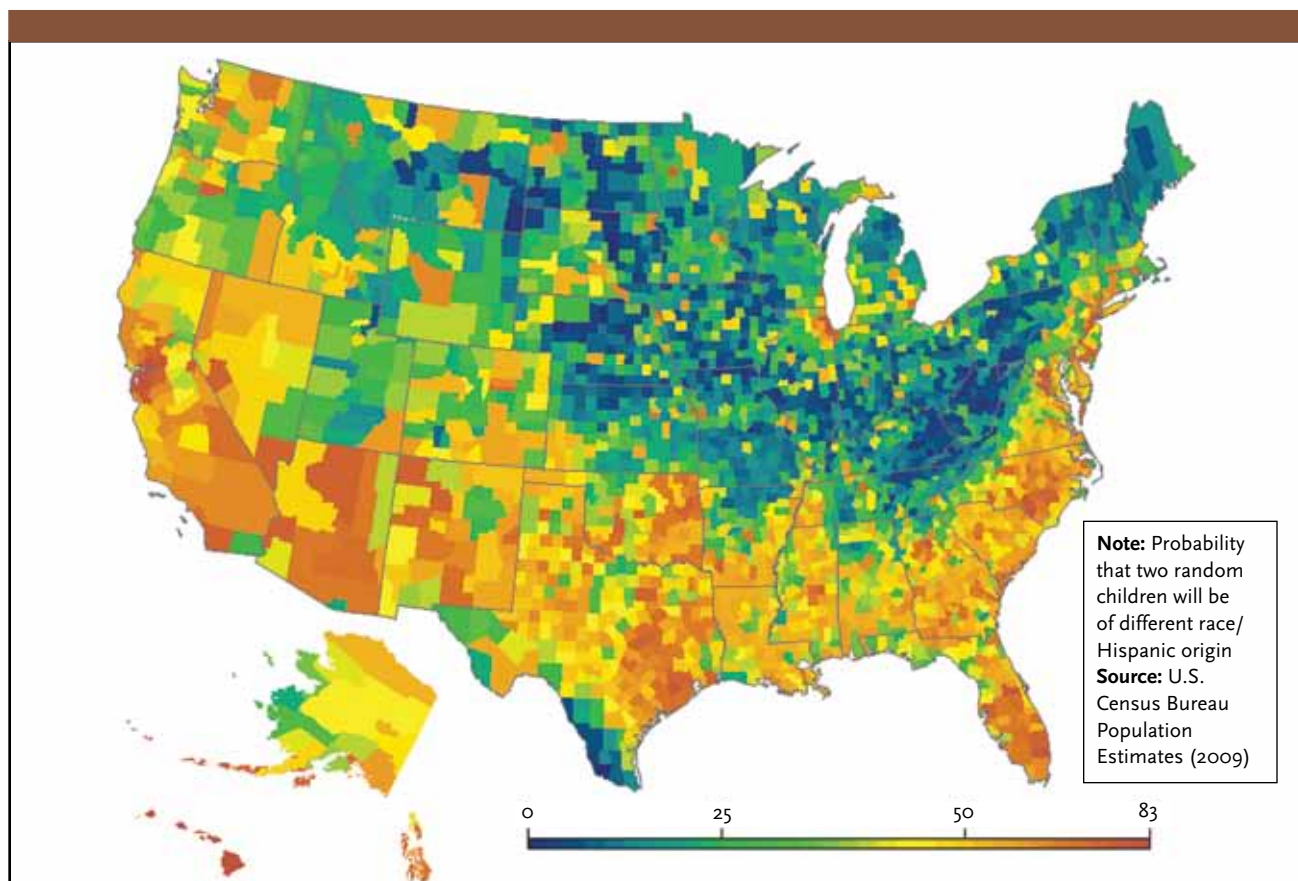 Note: Probability
that two random
children will be
of different race/
Hispanic origin
Source: U.S.
Census Bureau
Population
Estimates (2009)
0 25 50 83